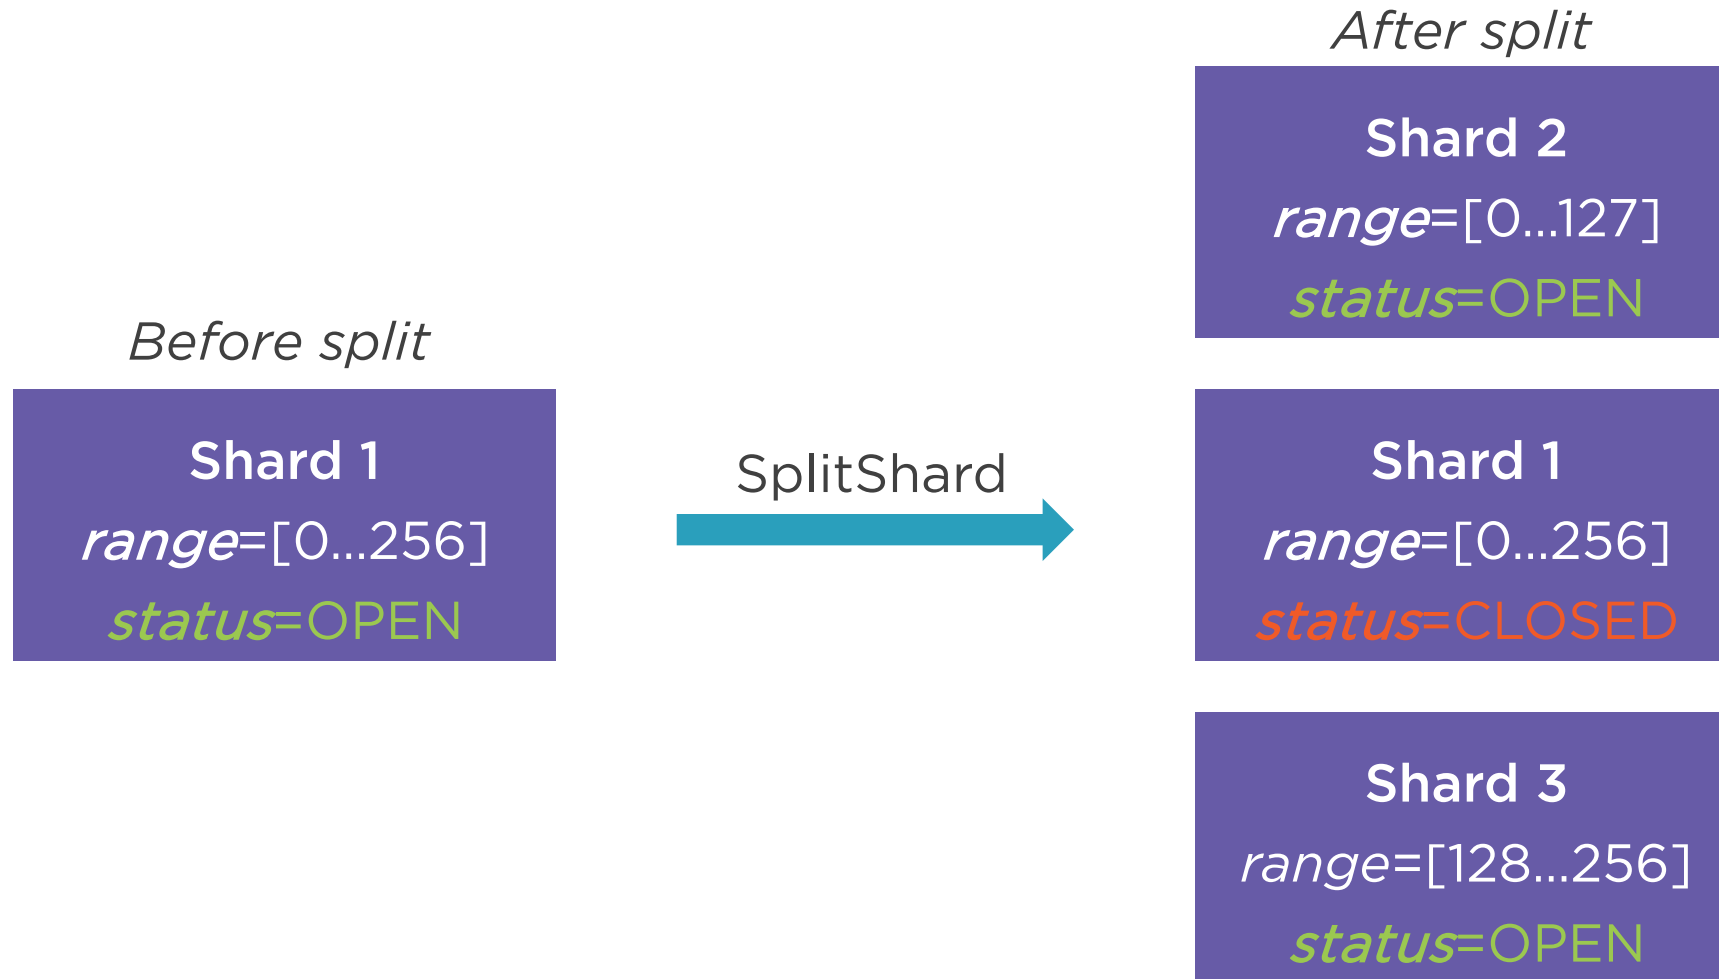 Before split
Shard 1
range=[0...256]
status=OPEN
SplitShard
After split
Shard 2
range=[0...127]
status=OPEN
Shard 1
range=[0...256]
status=CLOSED
Shard 3
range=[128...256]
status=OPEN